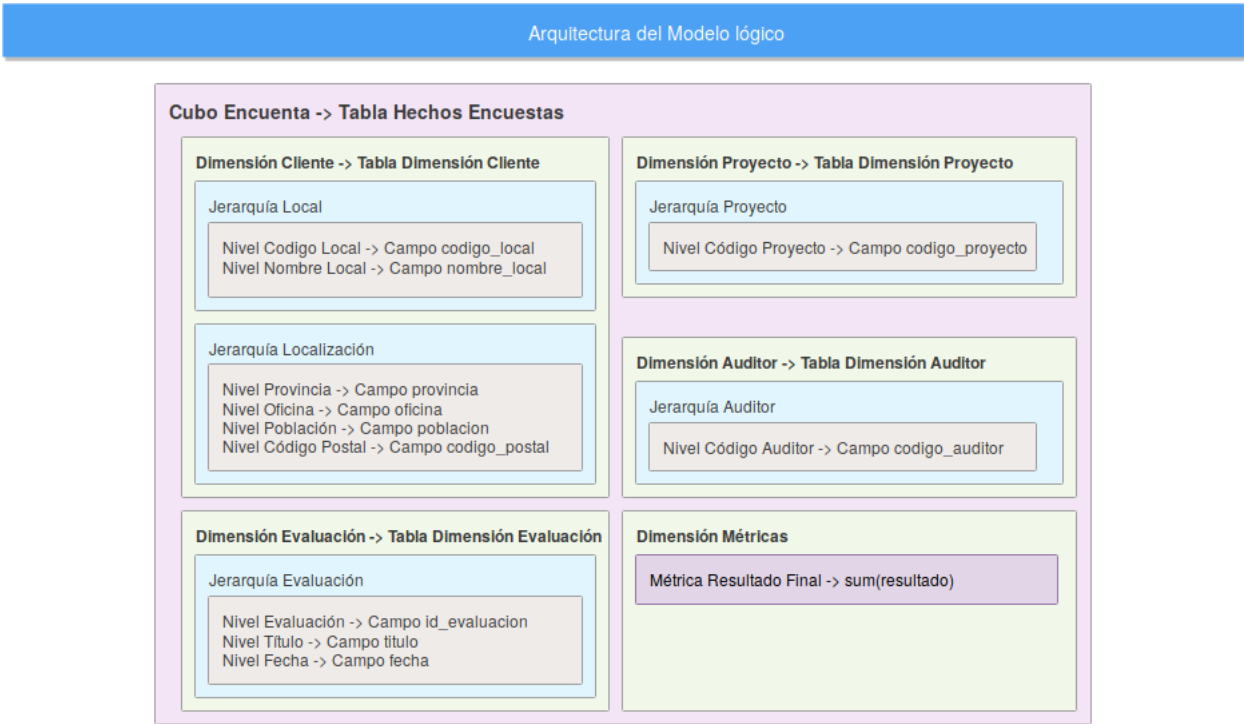 Arquitectura del Modelo lógico
Cubo Encuenta -> Tabla Hechos Encuestas
Dimensión Cliente -> Tabla Dimensión Cliente
Jerarquía Local
Nivel Codigo Local -> Campo codigo_local
Nivel Nombre Local -> Campo nombre_local
Jerarquía Localización
Nivel Provincia -> Campo provincia
Nivel Oficina -> Campo oficina
Nivel Población -> Campo poblacion
Nivel Código Postal -> Campo codigo_postal
Dimensión Proyecto -> Tabla Dimensión Proyecto
Jerarquía Proyecto
Nivel Código Proyecto -> Campo codigo_proyecto
Dimensión Auditor -> Tabla Dimensión Auditor
Jerarquía Auditor
Nivel Código Auditor -> Campo codigo_auditor
Dimensión Evaluación -> Tabla Dimensión Evaluación
Jerarquía Evaluación
Nivel Evaluación -> Campo id_evaluacion
Nivel Título -> Campo titulo
Nivel Fecha -> Campo fecha
Dimensión Métricas
Métrica Resultado Final -> sum(resultado)